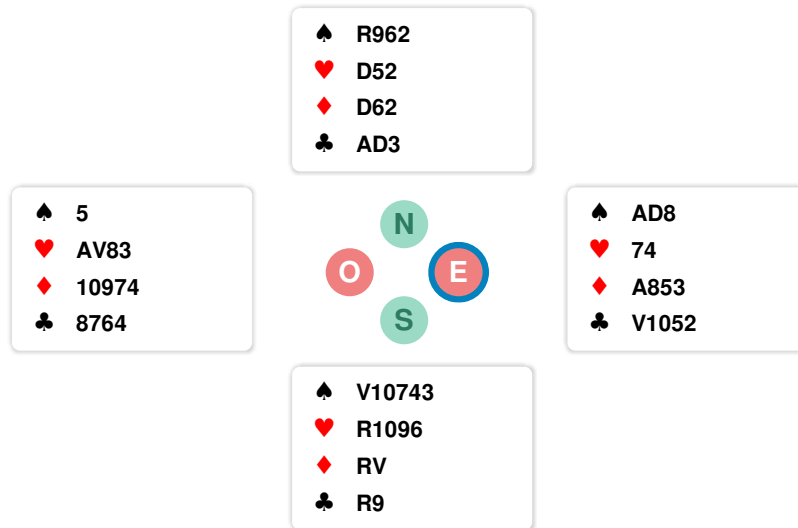 ♠ R962
♥ D52
♦ D62
♣ AD3
♠ 5
♥ AV83
♦ 10974
♣ 8764
N
O
E
S
♠ AD8
♥ 74
♦ A853
♣ V1052
♠ V10743
♥ R1096
♦ RV
♣ R9